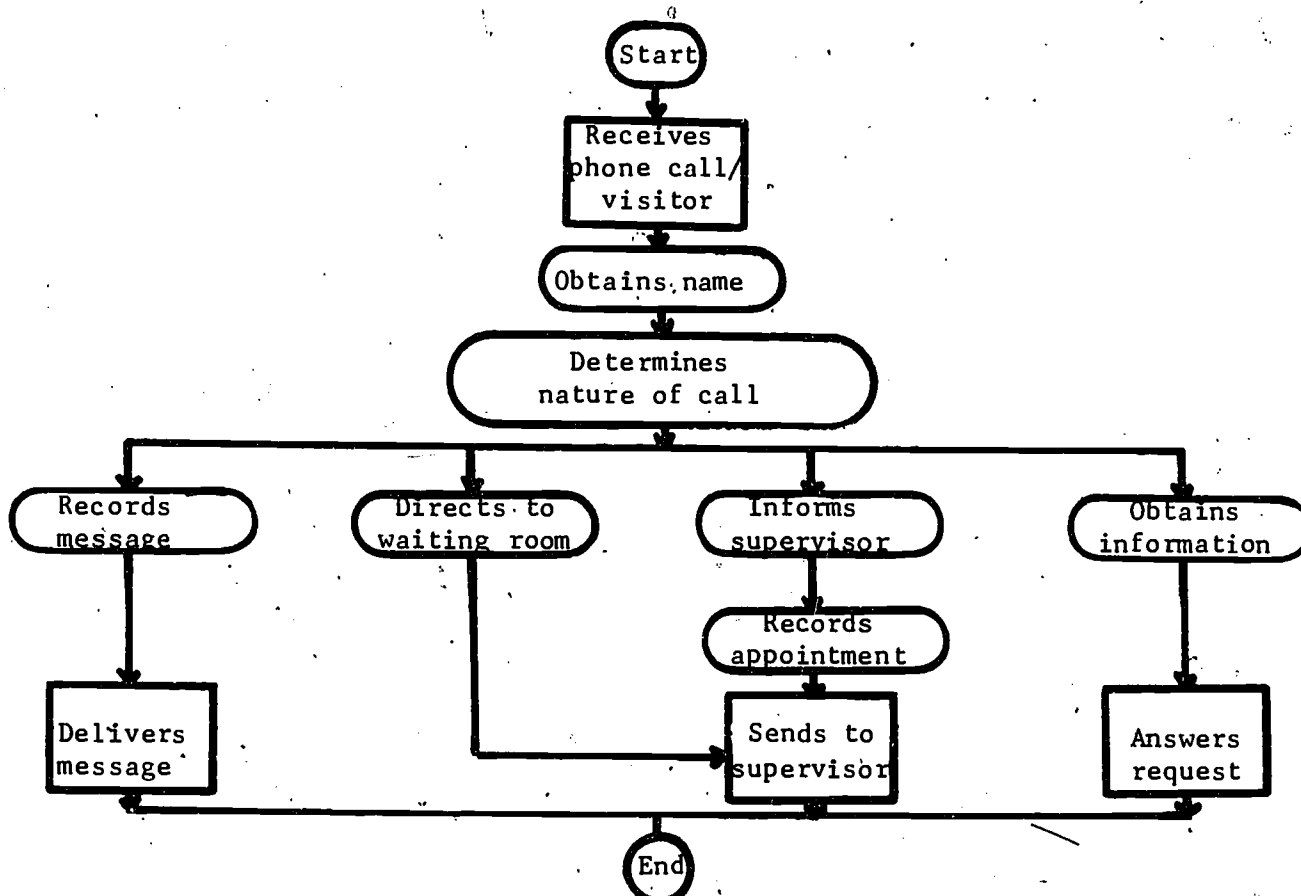 Start
Receives
phone call/
visitor
Obtains name
Determines
nature of call
Records
message
Directs to
waiting room
Informs
supervisor
Obtains
information
Records
appointment
Delivers
message
Sends to
supervisor
Answers
request
End